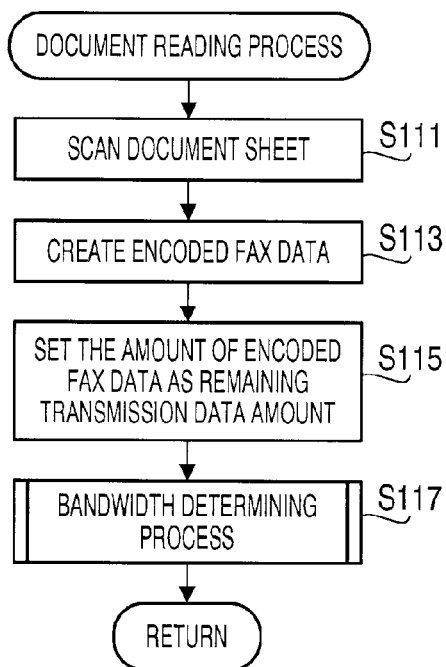 DOCUMENT READING PROCESS
S111
SCAN DOCUMENT SHEET
S113
CREATE ENCODED FAX DATA
S115
SET THE AMOUNT OF ENCODED
FAX DATA AS REMAINING
TRANSMISSION DATA AMOUNT
S117
BANDWIDTH DETERMINING
PROCESS
RETURN